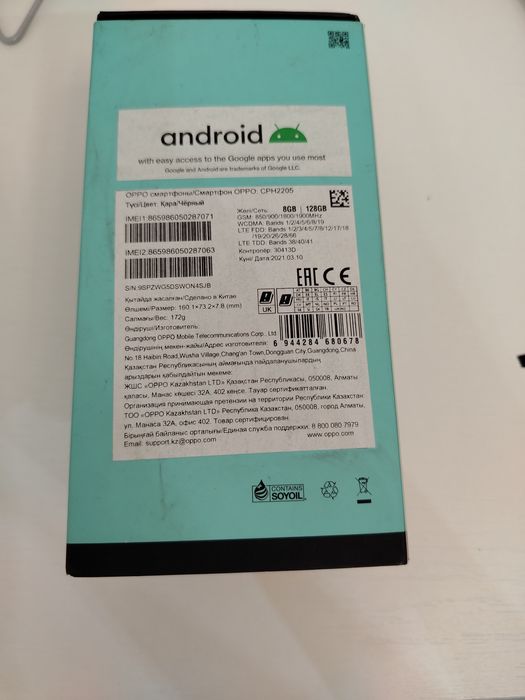 android
with easy access to the Google apps you use most
Google and Android are trademarks of Google LLC.
OPPO смартфоны/Смартфон OPPO: CPH2205
Түсі/Цвет: Қара/Чёрный
IMEI1:865986050287071
IMEI2:865986050287063
S/N:9SPZWG5DSWON4SJB
Желі/Сеть: 8GB | 128GB
GSM: 850/900/1800/1900MHz
WCDMA: Bands 1/2/4/5/6/8/19
LTE FDD: Bands 1/2/3/4/5/7/8/12/17/18
/19/20/26/28/66
LTE TDD: Bands 38/40/41
Контролёр: 30413D
Күні/Дата:2021.03.10
Қытайда жасалған/Сделано в Китае
Өлшемі/Размер: 160.1×73.2×7.8 (mm)
Салмағы/Вес: 172g
Өндіруші/Изготовитель:
Guangdong OPPO Mobile Telecommunications Corp., Ltd.
EAC CE
UK
6 944284 680678
Өндірушінің мекен-жайы/Адрес изготовителя:
No.18 Haibin Road,Wusha Village,Chang'an Town,Dongguan City,Guangdong,China
Қазақстан Республикасының аймағында пайдаланушылардың
арыздарын қабылдайтын мекеме:
ЖШС «OPPO Kazakhstan LTD» Қазақстан Республикасы, 050008, Алматы
қаласы, Манас көшесі 32А, 402 кеңсе. Тауар сертификатталған.
Организация принимающая претензии на территории Республики Казахстан:
ТОО «OPPO Kazakhstan LTD» Республика Казахстан, 050008, город Алматы,
ул. Манаса 32А, офис 402. Товар сертифицирован.
Бірыңғай байланыс орталығы/Единая служба поддержки: 8 800 080 7979
Email: support.kz@oppo.com www.oppo.com
CONTAINS
SOYOIL